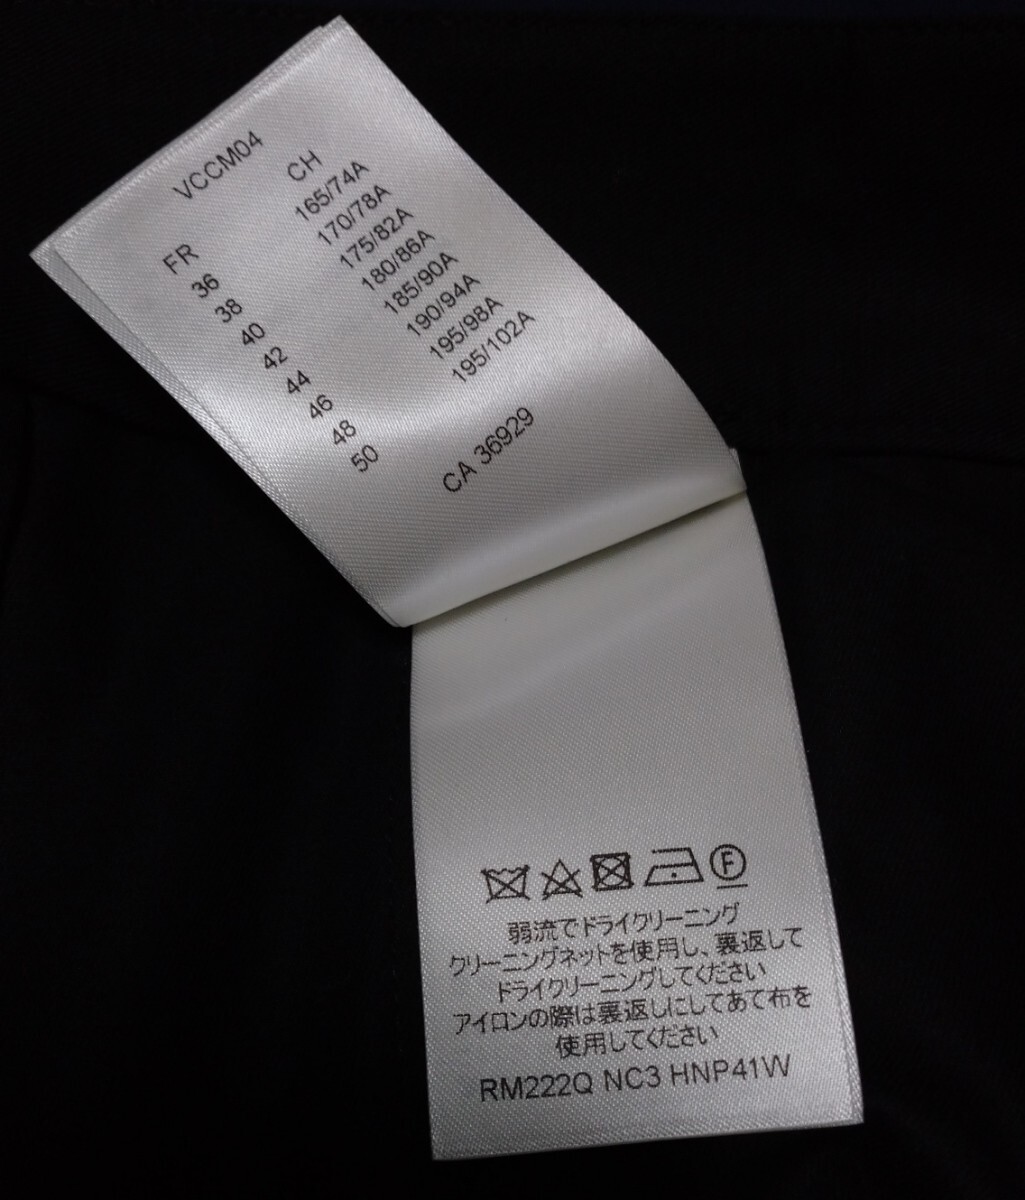 VCCM04
FR CH
36 165/74A
38 170/78A
40 175/82A
42 180/86A
44 185/90A
46 190/94A
48 195/98A
50 195/102A
CA 36929
F
弱流でドライクリーニング
クリーニングネットを使用し、裏返して
ドライクリーニングしてください
アイロンの際は裏返しにしてあて布を
使用してください
RM222Q NC3 HNP41W